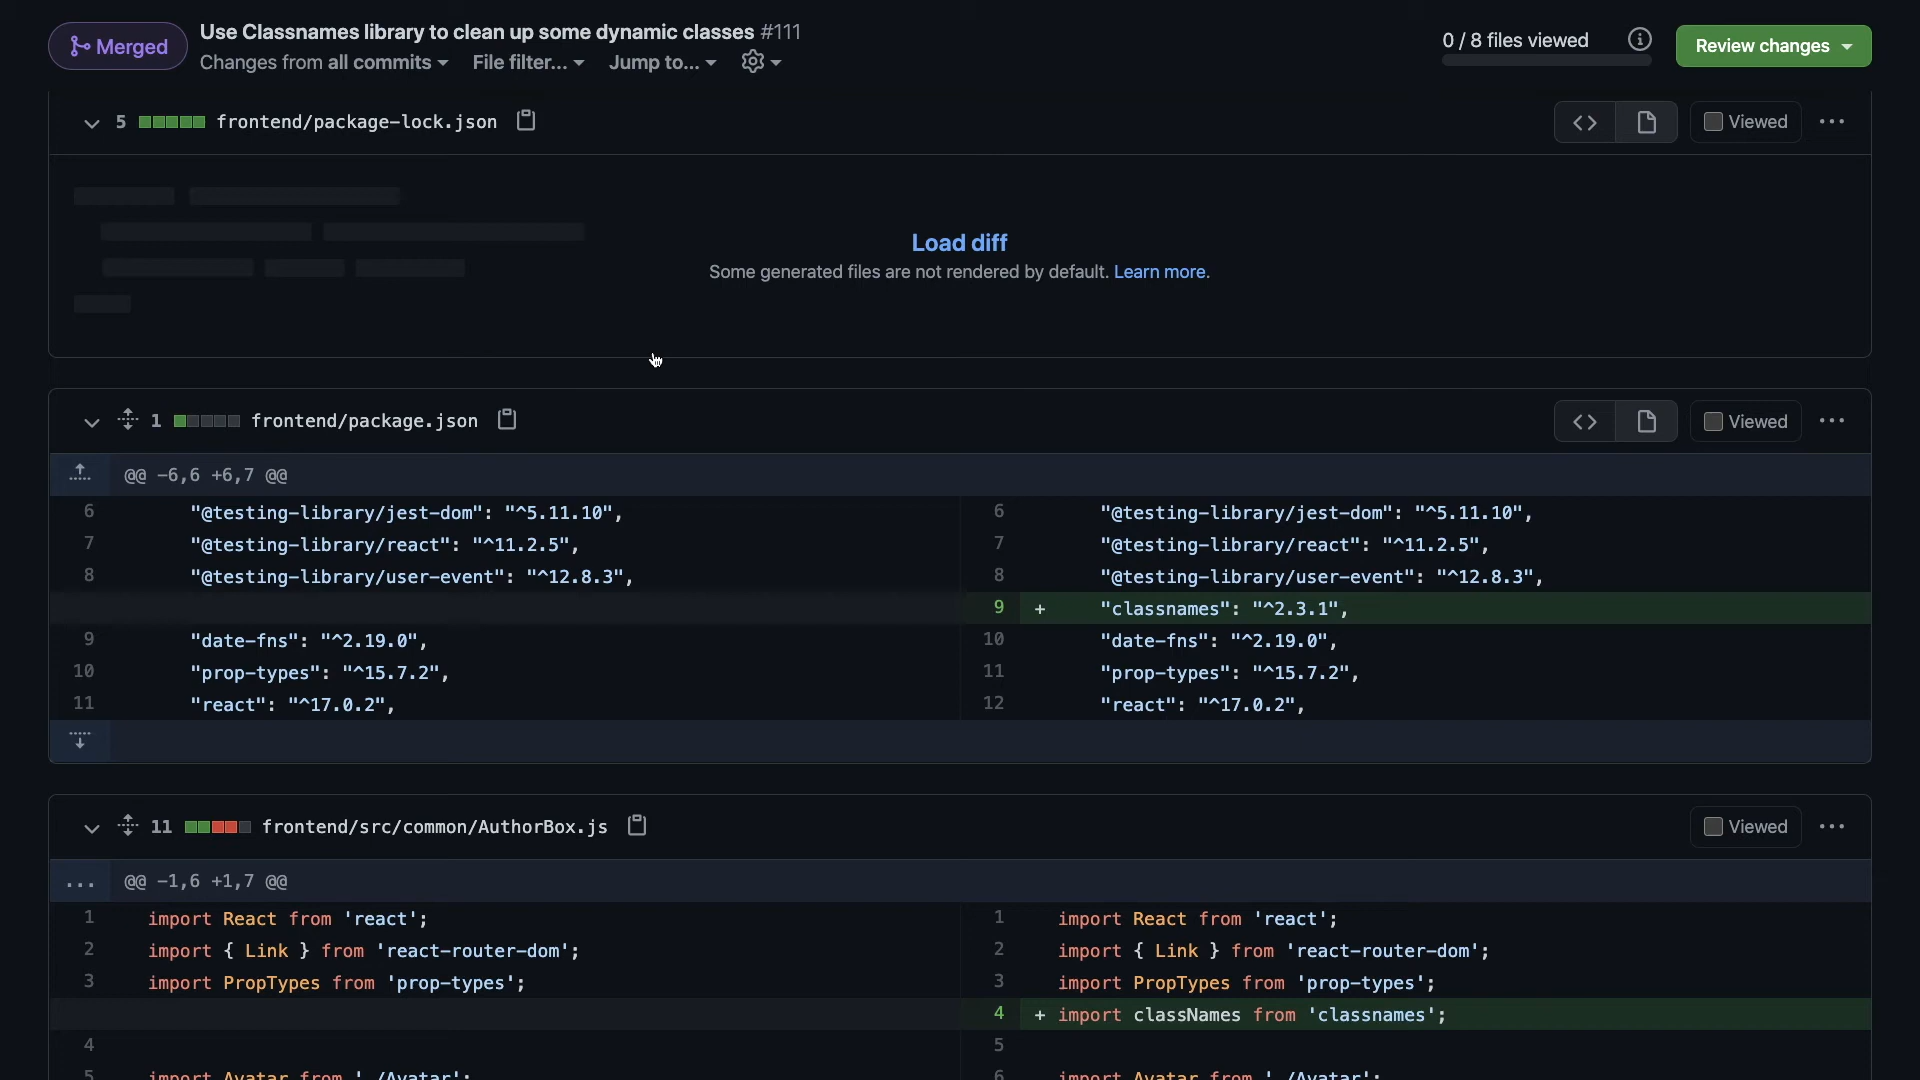 Merged
Use Classnames library to clean up some dynamic classes #111
Changes from all commits
File filter...
Jump to...
0 / 8 files viewed
Review changes
5 frontend/package-lock.json
Viewed
Load diff
Some generated files are not rendered by default. Learn more.
1 frontend/package.json
Viewed
@@ -6,6 +6,7 @@
6 "@testing-library/jest-dom": "^5.11.10", 6 "@testing-library/jest-dom": "^5.11.10",
7 "@testing-library/react": "^11.2.5", 7 "@testing-library/react": "^11.2.5",
8 "@testing-library/user-event": "^12.8.3", 8 "@testing-library/user-event": "^12.8.3",
9 + "classnames": "^2.3.1",
9 "date-fns": "^2.19.0", 10 "date-fns": "^2.19.0",
10 "prop-types": "^15.7.2", 11 "prop-types": "^15.7.2",
11 "react": "^17.0.2", 12 "react": "^17.0.2",
11 frontend/src/common/AuthorBox.js
Viewed
@@ -1,6 +1,7 @@
1 import React from 'react'; 1 import React from 'react';
2 import { Link } from 'react-router-dom'; 2 import { Link } from 'react-router-dom';
3 import PropTypes from 'prop-types'; 3 import PropTypes from 'prop-types';
4 + import classNames from 'classnames';
4 5
5 import Avatar from './Avatar'; 6 import Avatar from './Avatar';